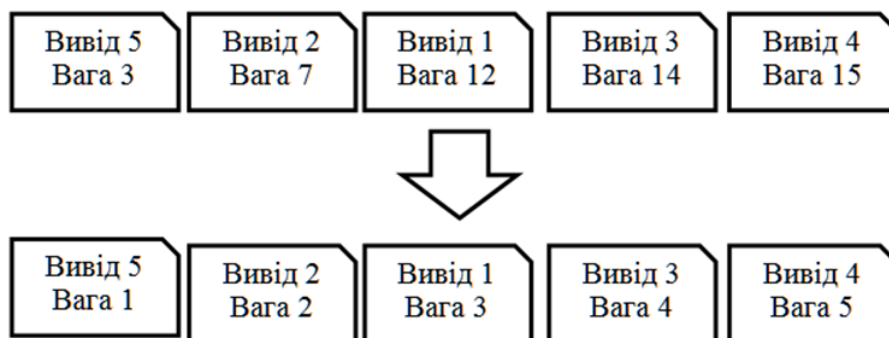 Вивід 5
Вага 3
Вивід 2
Вага 7
Вивід 1
Вага 12
Вивід 3
Вага 14
Вивід 4
Вага 15
Вивід 5
Вага 1
Вивід 2
Вага 2
Вивід 1
Вага 3
Вивід 3
Вага 4
Вивід 4
Вага 5